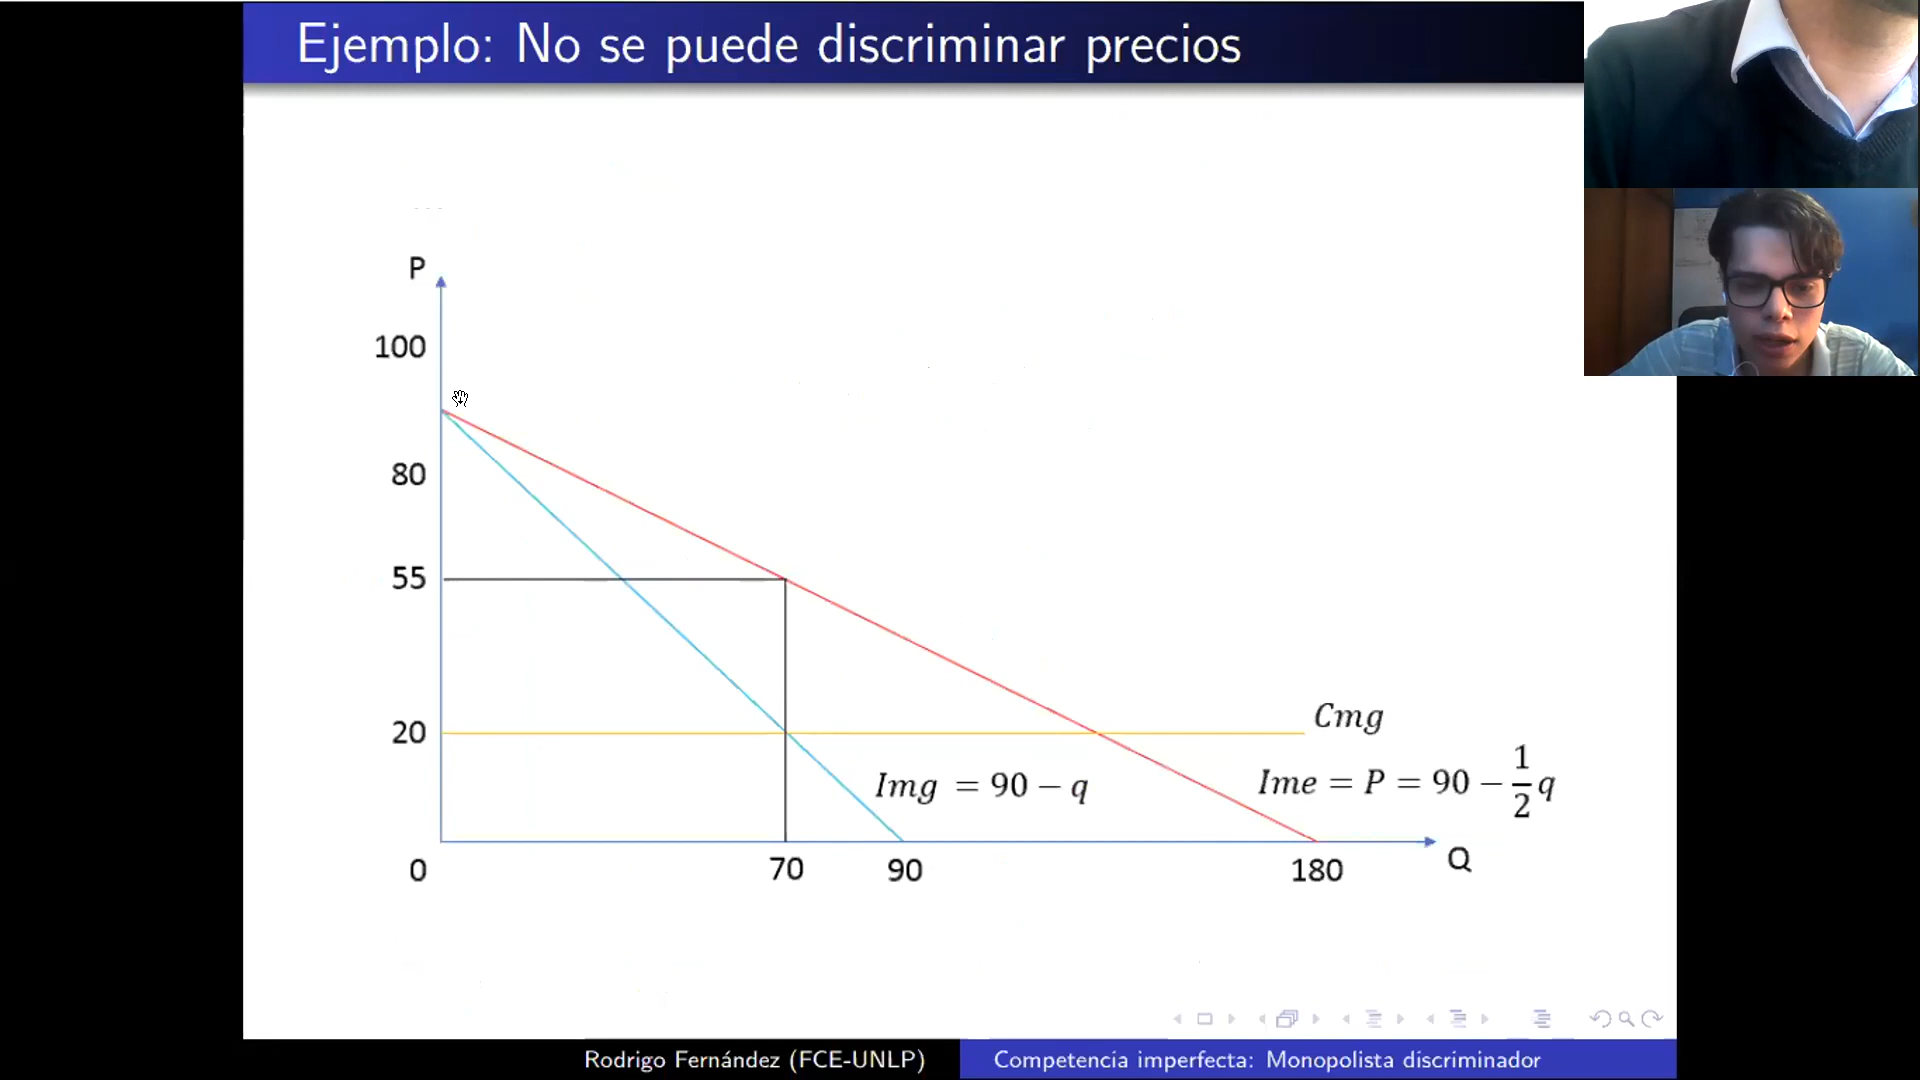 Ejemplo: No se puede discriminar precios
P
100
80
55
20
Cmg
Img = 90 − q
Ime = P = 90 − 1/2 q
0
70
90
180
Q
Rodrigo Fernández (FCE-UNLP)
Competencia imperfecta: Monopolista discriminador